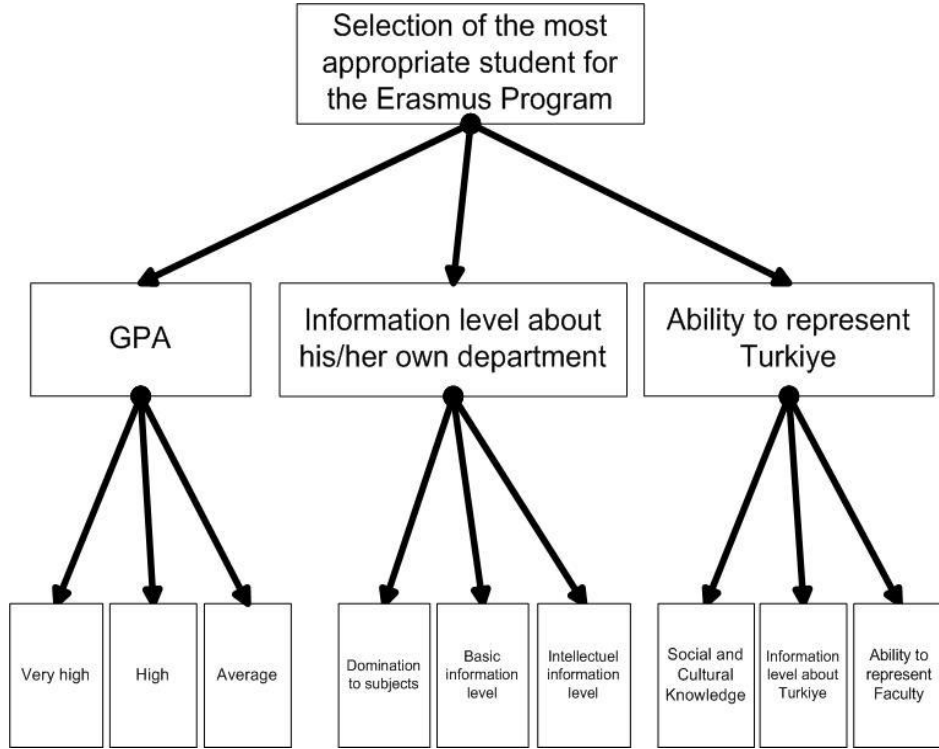 Selection of the most
appropriate student for
the Erasmus Program
GPA
Information level about
his/her own department
Ability to represent
Turkiye
Very high
High
Average
Domination
to subjects
Basic
information
level
Intellectuel
information
level
Social and
Cultural
Knowledge
Information
level about
Turkiye
Ability to
represent
Faculty